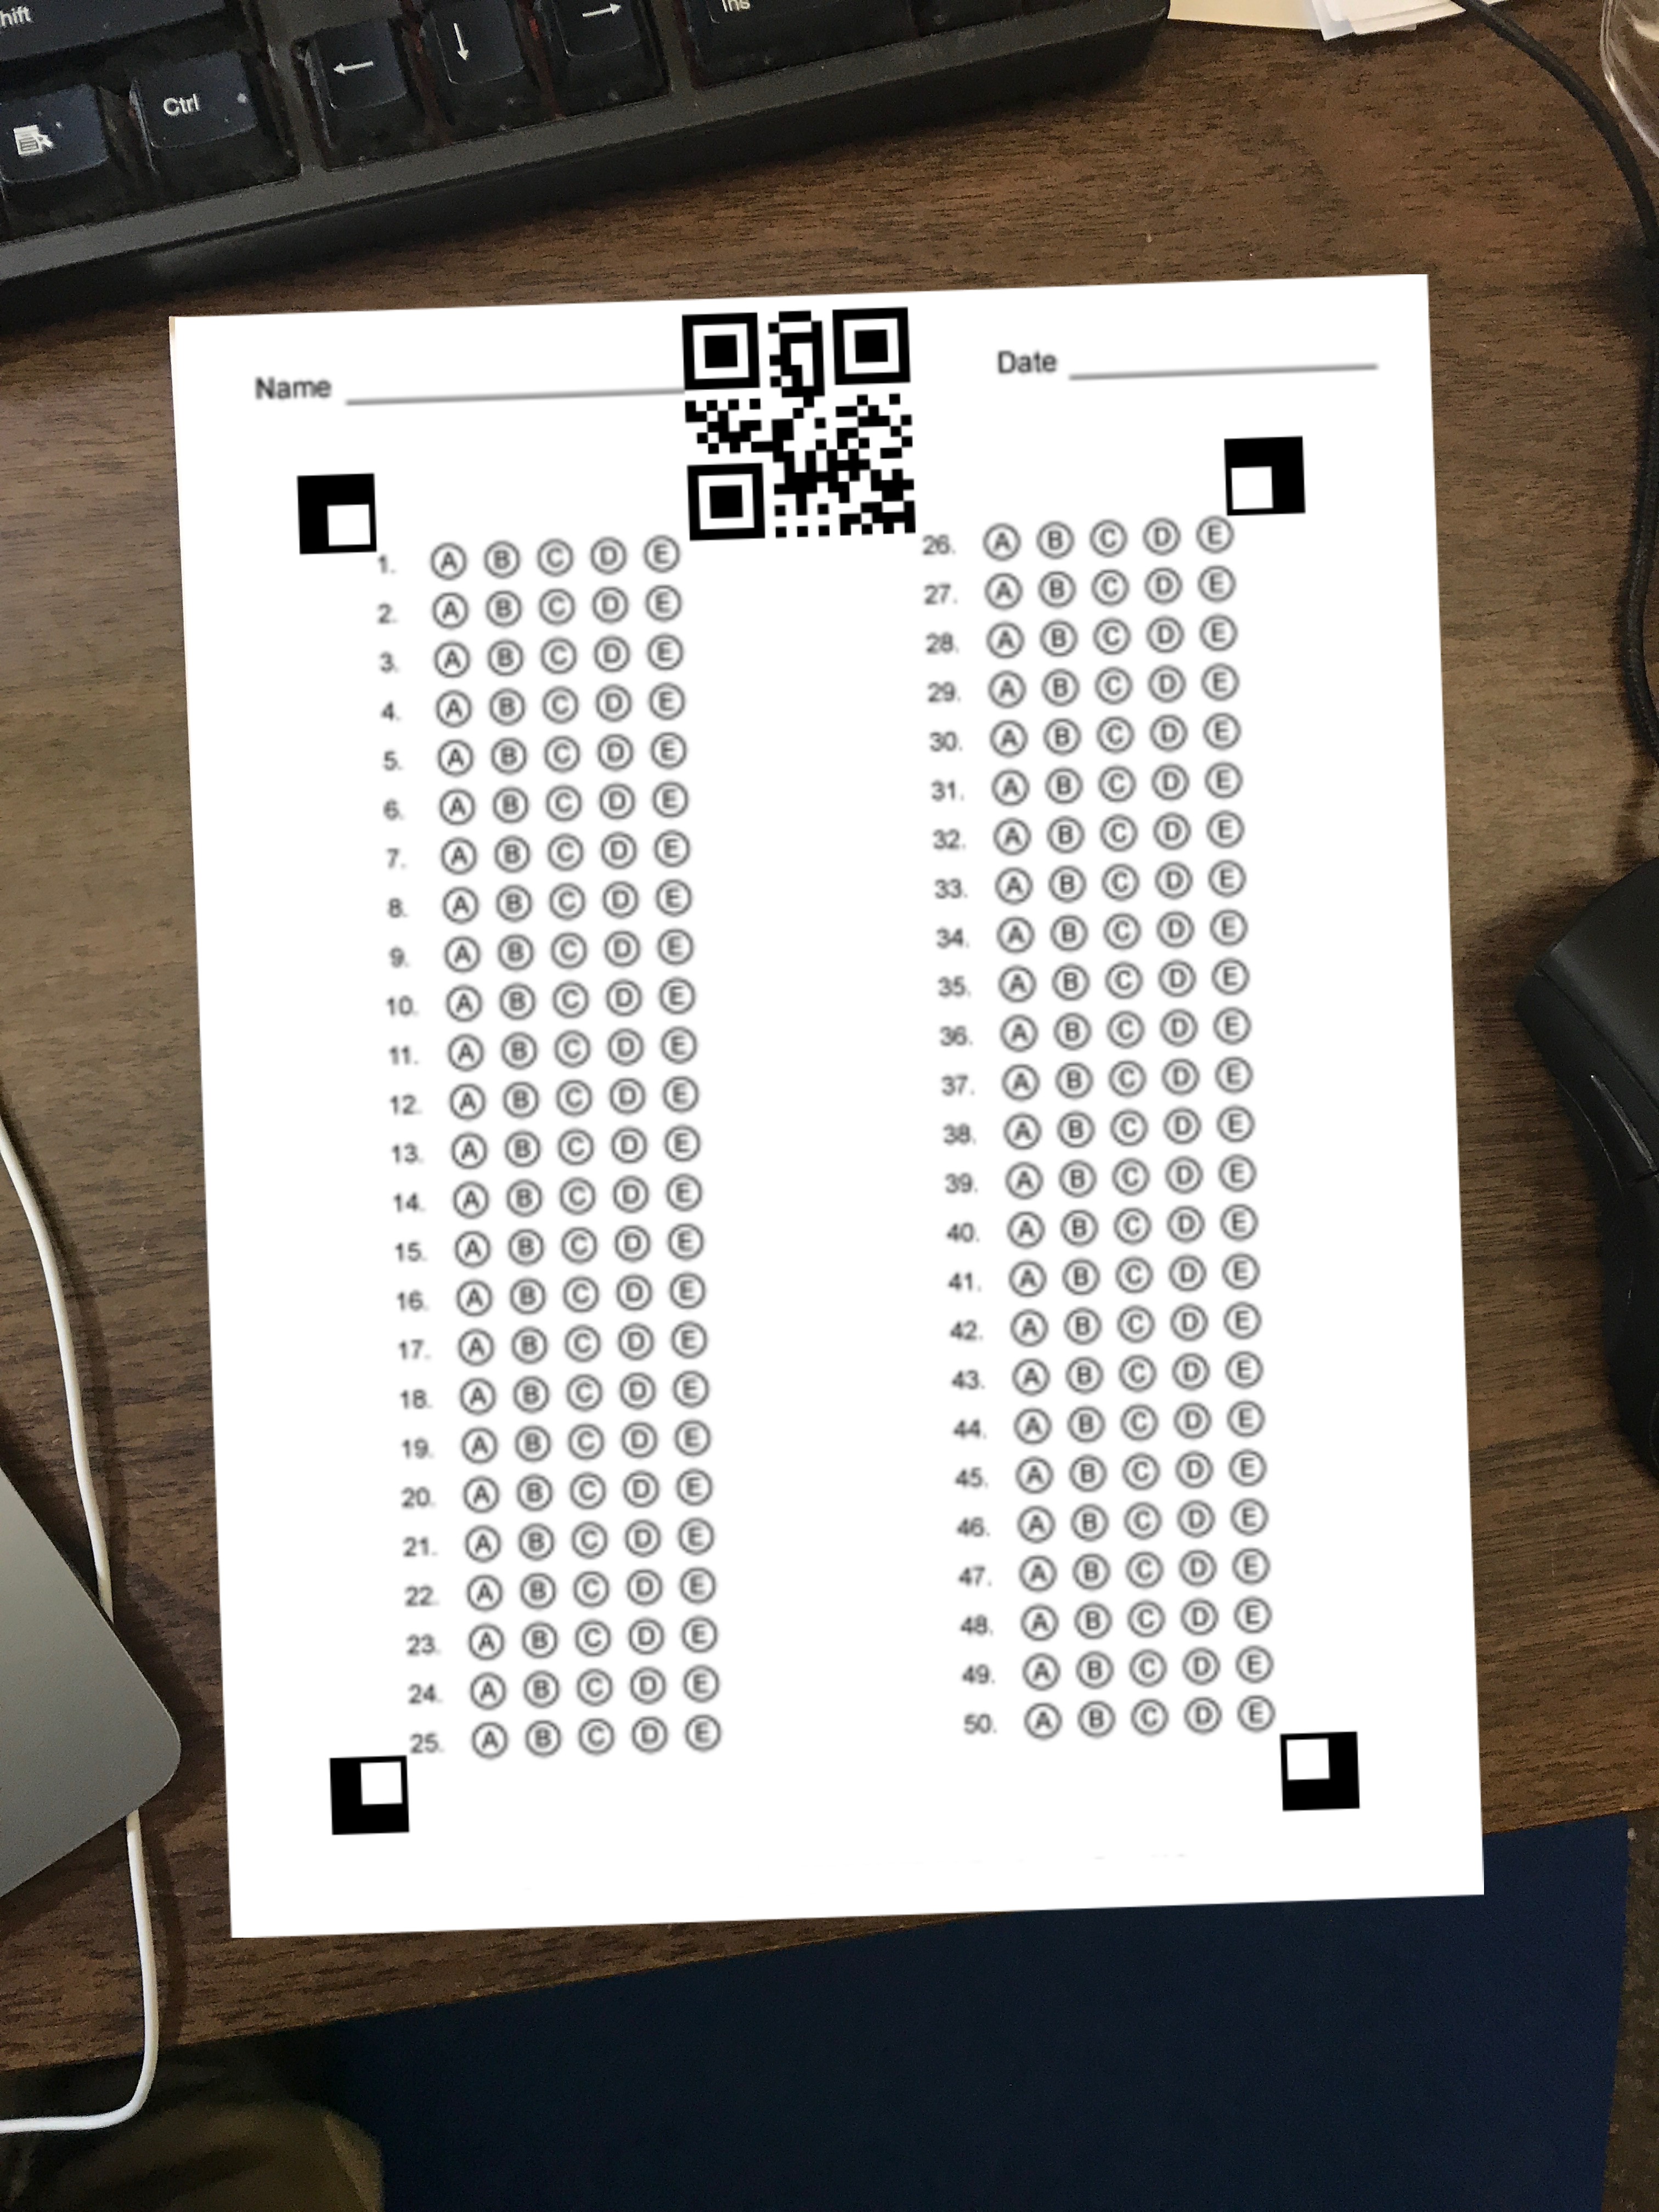 hift
Ctrl
←
↓
→
Ins
Name
Date
1. A B C D E
2. A B C D E
3. A B C D E
4. A B C D E
5. A B C D E
6. A B C D E
7. A B C D E
8. A B C D E
9. A B C D E
10. A B C D E
11. A B C D E
12. A B C D E
13. A B C D E
14. A B C D E
15. A B C D E
16. A B C D E
17. A B C D E
18. A B C D E
19. A B C D E
20. A B C D E
21. A B C D E
22. A B C D E
23. A B C D E
24. A B C D E
25. A B C D E
26. A B C D E
27. A B C D E
28. A B C D E
29. A B C D E
30. A B C D E
31. A B C D E
32. A B C D E
33. A B C D E
34. A B C D E
35. A B C D E
36. A B C D E
37. A B C D E
38. A B C D E
39. A B C D E
40. A B C D E
41. A B C D E
42. A B C D E
43. A B C D E
44. A B C D E
45. A B C D E
46. A B C D E
47. A B C D E
48. A B C D E
49. A B C D E
50. A B C D E